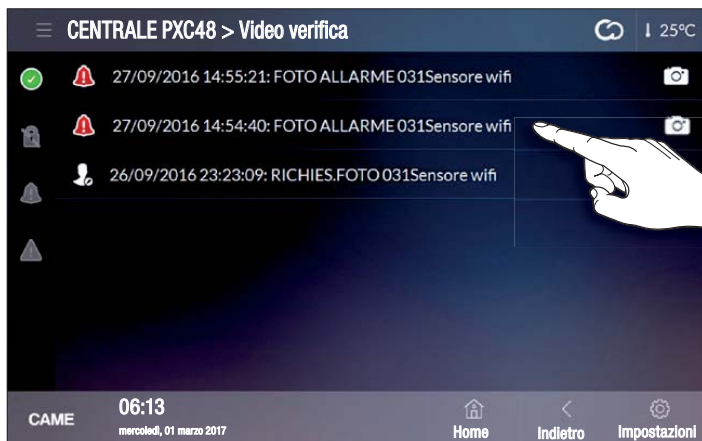 CENTRALE PXC48 > Video verifica
25°C
27/09/2016 14:55:21: FOTO ALLARME 031Sensore wifi
27/09/2016 14:54:40: FOTO ALLARME 031Sensore wifi
26/09/2016 23:23:09: RICHIES.FOTO 031Sensore wifi
CAME
06:13
mercoledì, 01 marzo 2017
Home
Indietro
Impostazioni